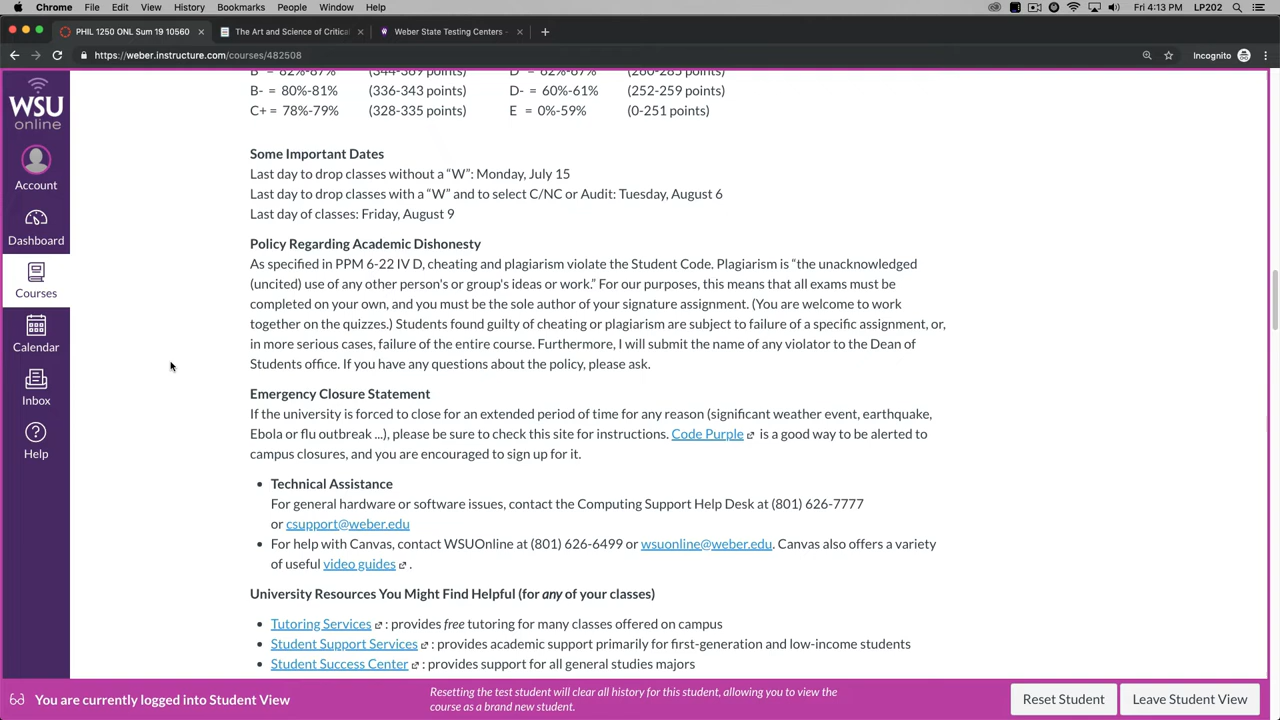 Chrome File Edit View History Bookmarks People Window Help Fri 4:13 PM LP202
PHIL 1250 ONL Sum 19 10560 × The Art and Science of Critical × Weber State Testing Centers - × +
https://weber.instructure.com/courses/482508 Incognito
WSU
online
Account
Dashboard
Courses
Calendar
Inbox
Help
B = 82%-87% (344-369 points) D = 62%-67% (260-285 points)
B- = 80%-81% (336-343 points) D- = 60%-61% (252-259 points)
C+ = 78%-79% (328-335 points) E = 0%-59% (0-251 points)
Some Important Dates
Last day to drop classes without a “W”: Monday, July 15
Last day to drop classes with a “W” and to select C/NC or Audit: Tuesday, August 6
Last day of classes: Friday, August 9
Policy Regarding Academic Dishonesty
As specified in PPM 6-22 IV D, cheating and plagiarism violate the Student Code. Plagiarism is “the unacknowledged
(uncited) use of any other person's or group's ideas or work.” For our purposes, this means that all exams must be
completed on your own, and you must be the sole author of your signature assignment. (You are welcome to work
together on the quizzes.) Students found guilty of cheating or plagiarism are subject to failure of a specific assignment, or,
in more serious cases, failure of the entire course. Furthermore, I will submit the name of any violator to the Dean of
Students office. If you have any questions about the policy, please ask.
Emergency Closure Statement
If the university is forced to close for an extended period of time for any reason (significant weather event, earthquake,
Ebola or flu outbreak ...), please be sure to check this site for instructions. Code Purple is a good way to be alerted to
campus closures, and you are encouraged to sign up for it.
• Technical Assistance
For general hardware or software issues, contact the Computing Support Help Desk at (801) 626-7777
or csupport@weber.edu
• For help with Canvas, contact WSUOnline at (801) 626-6499 or wsuonline@weber.edu. Canvas also offers a variety
of useful video guides .
University Resources You Might Find Helpful (for any of your classes)
• Tutoring Services : provides free tutoring for many classes offered on campus
• Student Support Services : provides academic support primarily for first-generation and low-income students
• Student Success Center : provides support for all general studies majors
You are currently logged into Student View
Resetting the test student will clear all history for this student, allowing you to view the
course as a brand new student.
Reset Student Leave Student View